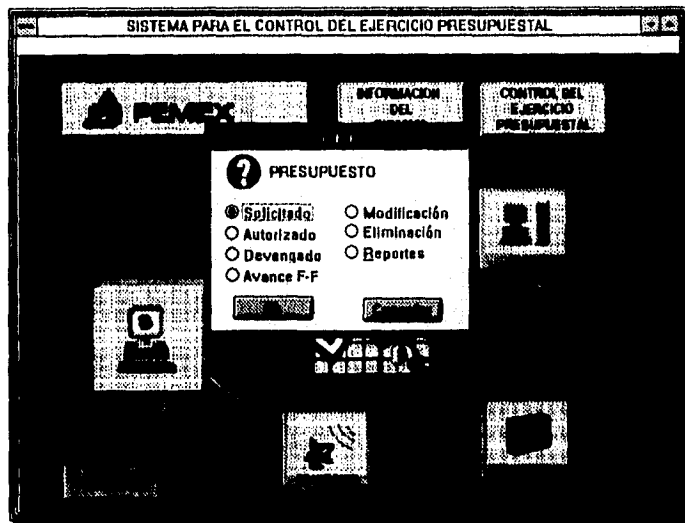 SISTEMA PARA EL CONTROL DEL EJERCICIO PRESUPUESTAL
PEMEX
INFORMACION
DEL
CONTROL DEL
EJERCICIO
PRESUPUESTAL
? PRESUPUESTO
Solicitado
Modificación
Autorizado
Eliminación
Devengado
Reportes
Avance F-F